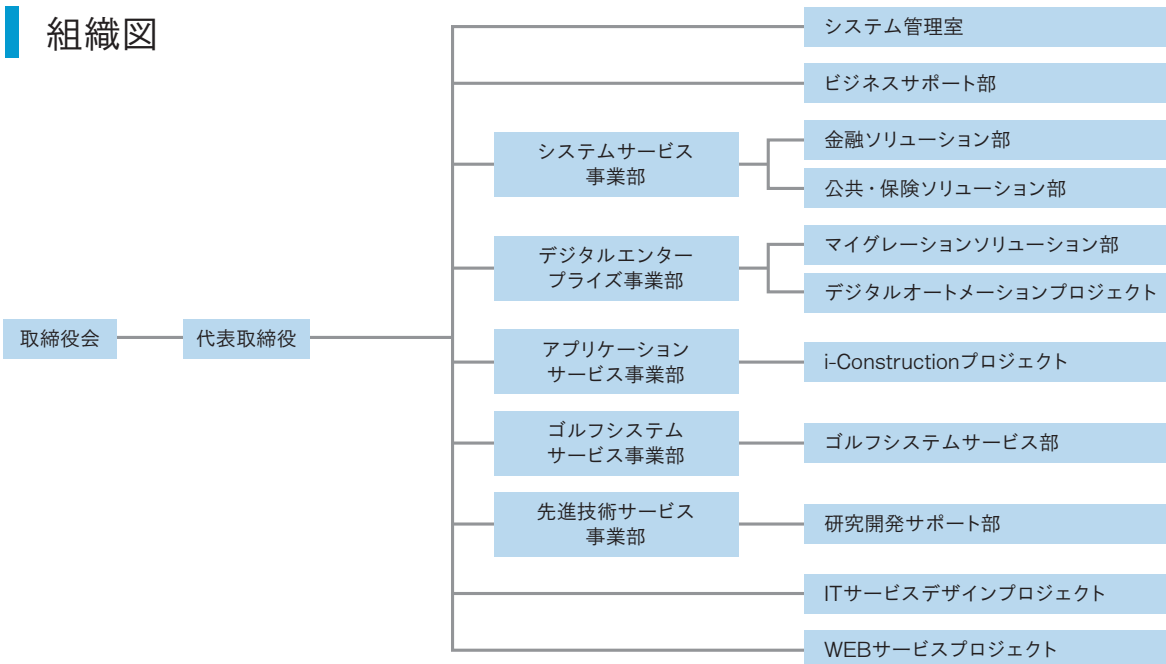 組織図
システム管理室
ビジネスサポート部
システムサービス
事業部
金融ソリューション部
公共・保険ソリューション部
デジタルエンター
プライズ事業部
マイグレーションソリューション部
デジタルオートメーションプロジェクト
取締役会
代表取締役
アプリケーション
サービス事業部
i-Constructionプロジェクト
ゴルフシステム
サービス事業部
ゴルフシステムサービス部
先進技術サービス
事業部
研究開発サポート部
ITサービスデザインプロジェクト
WEBサービスプロジェクト